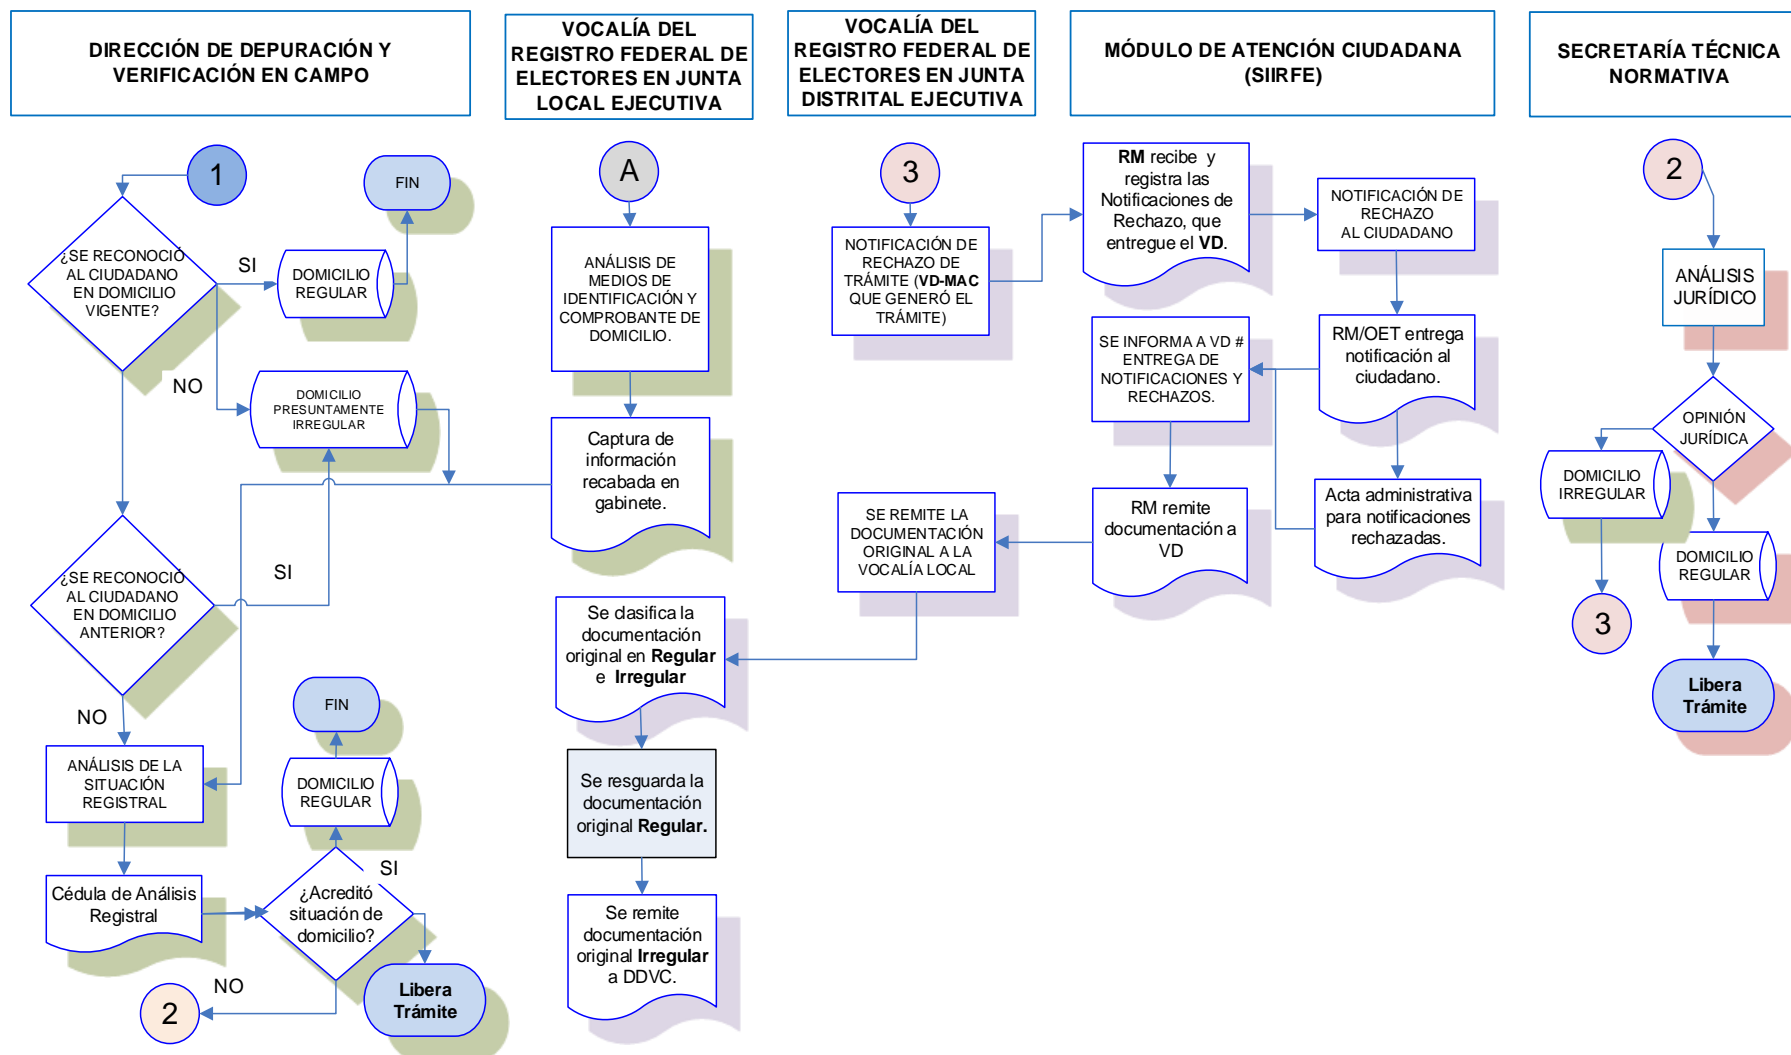 DIRECCIÓN DE DEPURACIÓN Y
VERIFICACIÓN EN CAMPO
VOCALÍA DEL
REGISTRO FEDERAL DE
ELECTORES EN JUNTA
LOCAL EJECUTIVA
VOCALÍA DEL
REGISTRO FEDERAL DE
ELECTORES EN JUNTA
DISTRITAL EJECUTIVA
MÓDULO DE ATENCIÓN CIUDADANA
(SIIRFE)
SECRETARÍA TÉCNICA
NORMATIVA
1
FIN
¿SE RECONOCIÓ
AL CIUDADANO
EN DOMICILIO
VIGENTE?
SI
DOMICILIO
REGULAR
NO
DOMICILIO
PRESUNTAMENTE
IRREGULAR
¿SE RECONOCIÓ
AL CIUDADANO
EN DOMICILIO
ANTERIOR?
SI
NO
ANÁLISIS DE LA
SITUACIÓN
REGISTRAL
FIN
DOMICILIO
REGULAR
SI
Cédula de Análisis
Registral
¿Acreditó
situación de
domicilio?
NO
2
Libera
Trámite
A
ANÁLISIS DE
MEDIOS DE
IDENTIFICACIÓN Y
COMPROBANTE DE
DOMICILIO.
Captura de
información
recabada en
gabinete.
Se clasifica la
documentación
original en Regular
e Irregular
Se resguarda la
documentación
original Regular.
Se remite
documentación
original Irregular
a DDVC.
3
NOTIFICACIÓN DE
RECHAZO DE
TRÁMITE (VD-MAC
QUE GENERÓ EL
TRÁMITE)
SE REMITE LA
DOCUMENTACIÓN
ORIGINAL A LA
VOCALÍA LOCAL
RM recibe y
registra las
Notificaciones de
Rechazo, que
entregue el VD.
NOTIFICACIÓN DE
RECHAZO
AL CIUDADANO
SE INFORMA A VD #
ENTREGA DE
NOTIFICACIONES Y
RECHAZOS.
RM/OET entrega
notificación al
ciudadano.
RM remite
documentación a
VD
Acta administrativa
para notificaciones
rechazadas.
2
ANÁLISIS
JURÍDICO
OPINIÓN
JURÍDICA
DOMICILIO
IRREGULAR
DOMICILIO
REGULAR
3
Libera
Trámite